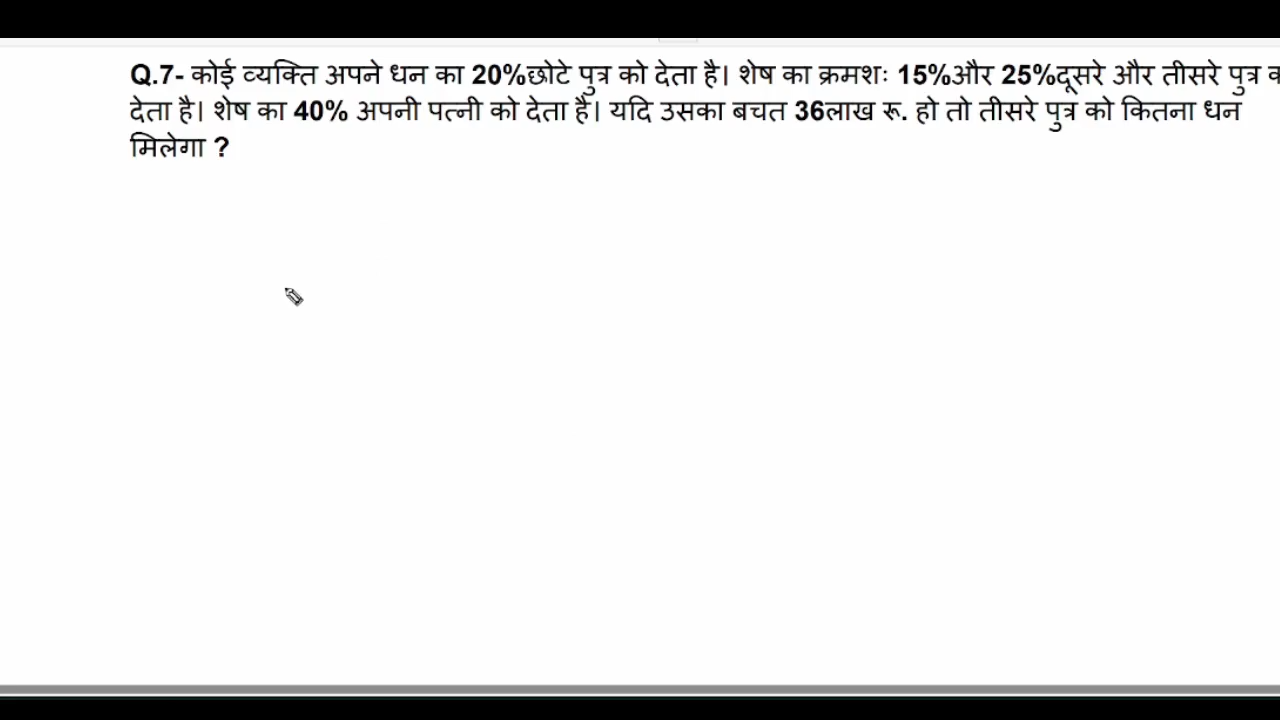 Q.7- कोई व्यक्ति अपने धन का 20%छोटे पुत्र को देता है। शेष का क्रमशः 15%और 25%दूसरे और तीसरे पुत्र
देता है। शेष का 40% अपनी पत्नी को देता है। यदि उसका बचत 36लाख रू. हो तो तीसरे पुत्र को कितना धन
मिलेगा ?